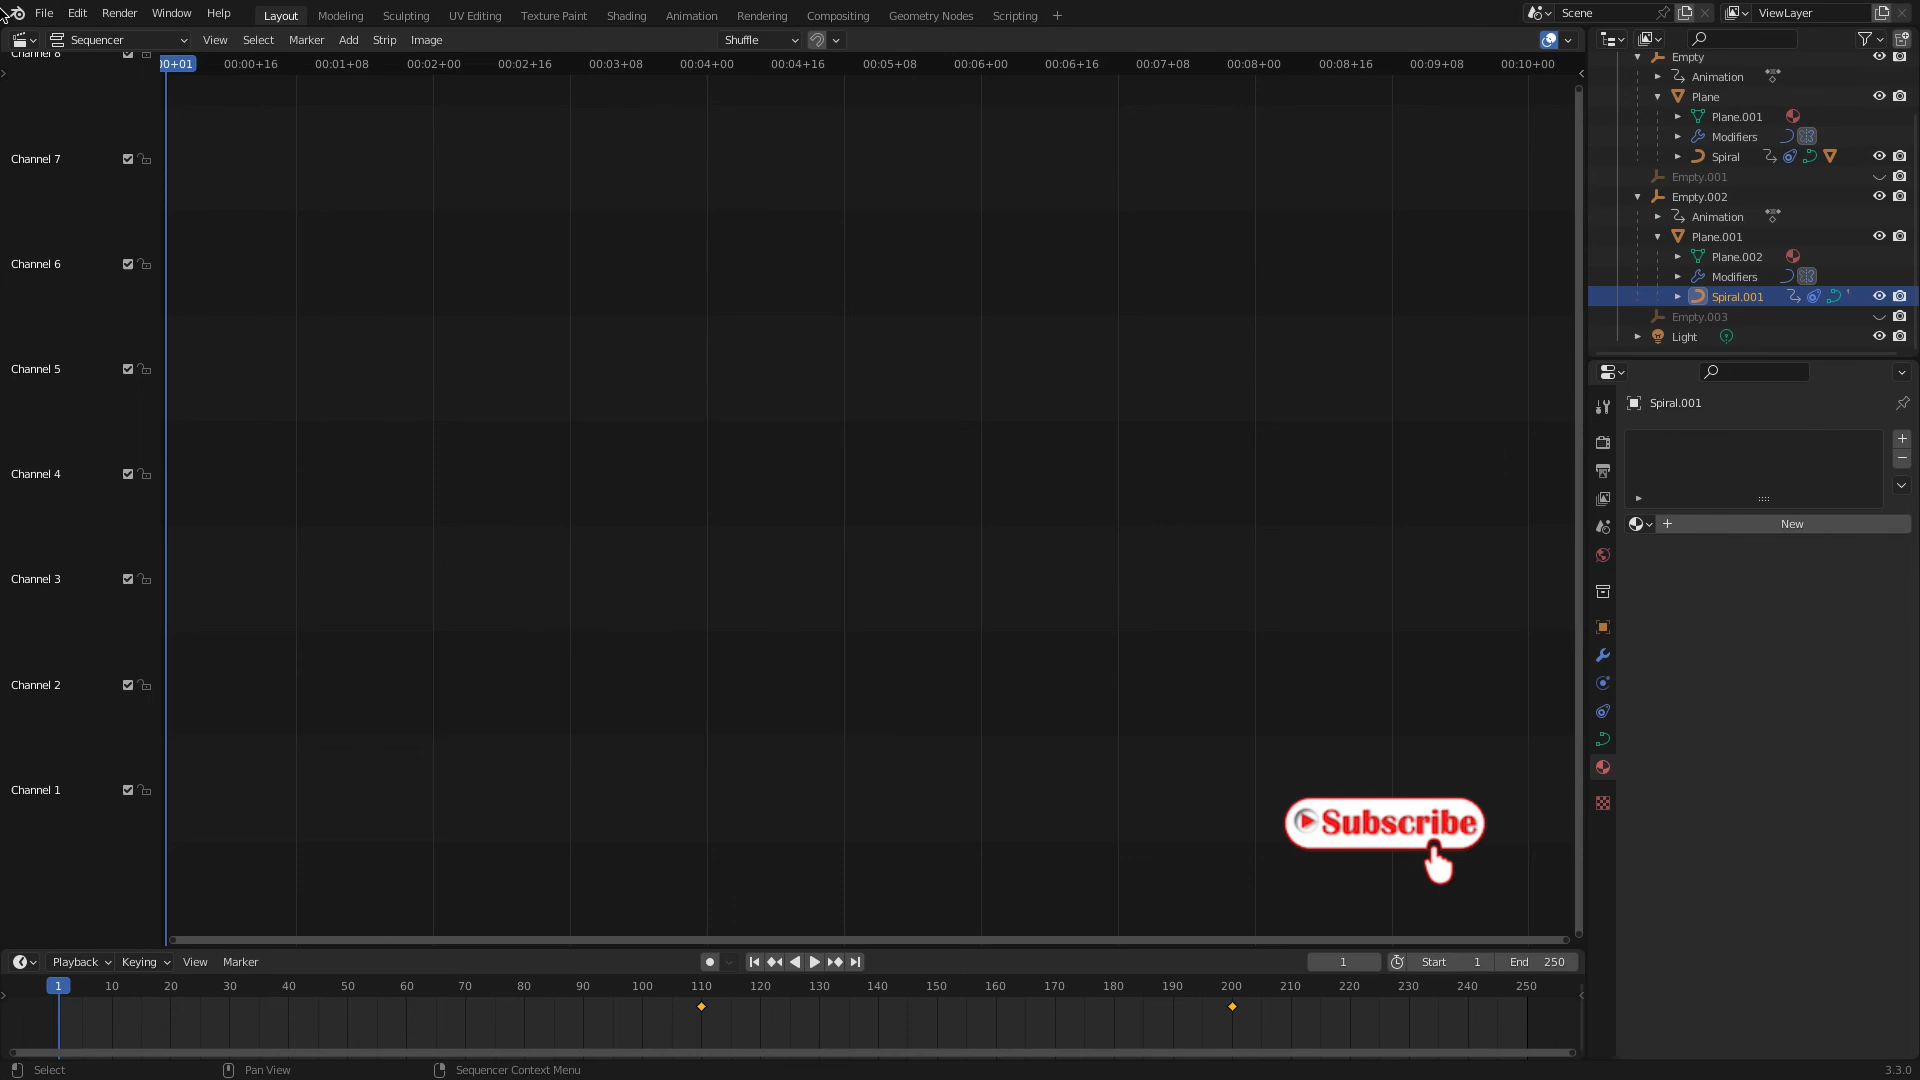 File Edit Render Window Help Layout Modeling Sculpting UV Editing Texture Paint Shading Animation Rendering Compositing Geometry Nodes Scripting + Scene ViewLayer
Sequencer View Select Marker Add Strip Image Shuffle
Channel 8
00+01 00:00+16 00:01+08 00:02+00 00:02+16 00:03+08 00:04+00 00:04+16 00:05+08 00:06+00 00:06+16 00:07+08 00:08+00 00:08+16 00:09+08 00:10+00
Channel 7
Channel 6
Channel 5
Channel 4
Channel 3
Channel 2
Channel 1
Empty
Animation
Plane
Plane.001
Modifiers
Spiral
Empty.001
Empty.002
Animation
Plane.001
Plane.002
Modifiers
Spiral.001
Empty.003
Light
Spiral.001
+ New
Subscribe
Playback Keying View Marker 1 Start 1 End 250
1 10 20 30 40 50 60 70 80 90 100 110 120 130 140 150 160 170 180 190 200 210 220 230 240 250
Select Pan View Sequencer Context Menu 3.3.0